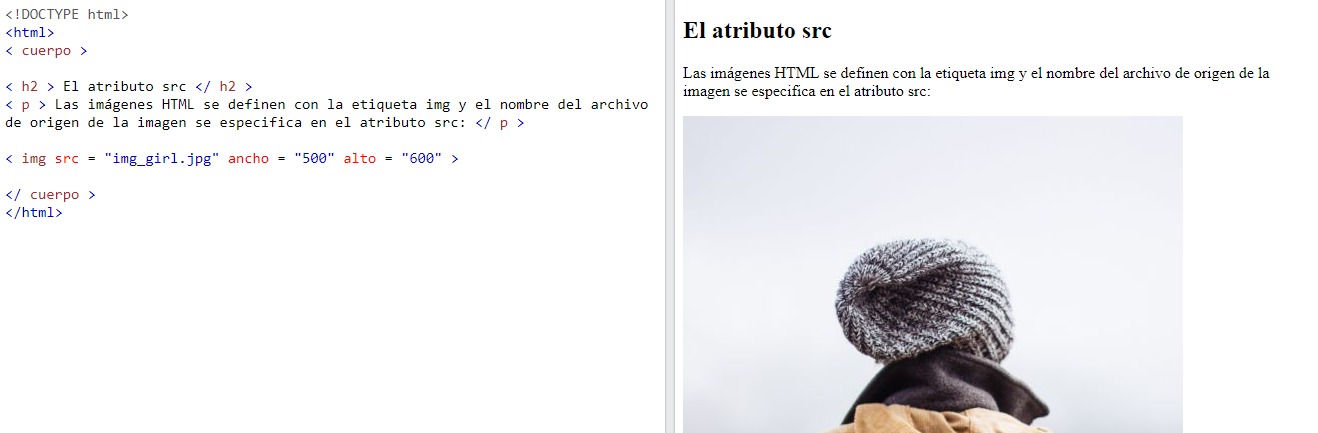 <!DOCTYPE html>
<html>
< cuerpo >
< h2 > El atributo src </ h2 >
< p > Las imágenes HTML se definen con la etiqueta img y el nombre del archivo
de origen de la imagen se especifica en el atributo src: </ p >
< img src = "img_girl.jpg" ancho = "500" alto = "600" >
</ cuerpo >
</html>
El atributo src
Las imágenes HTML se definen con la etiqueta img y el nombre del archivo de origen de la
imagen se especifica en el atributo src: